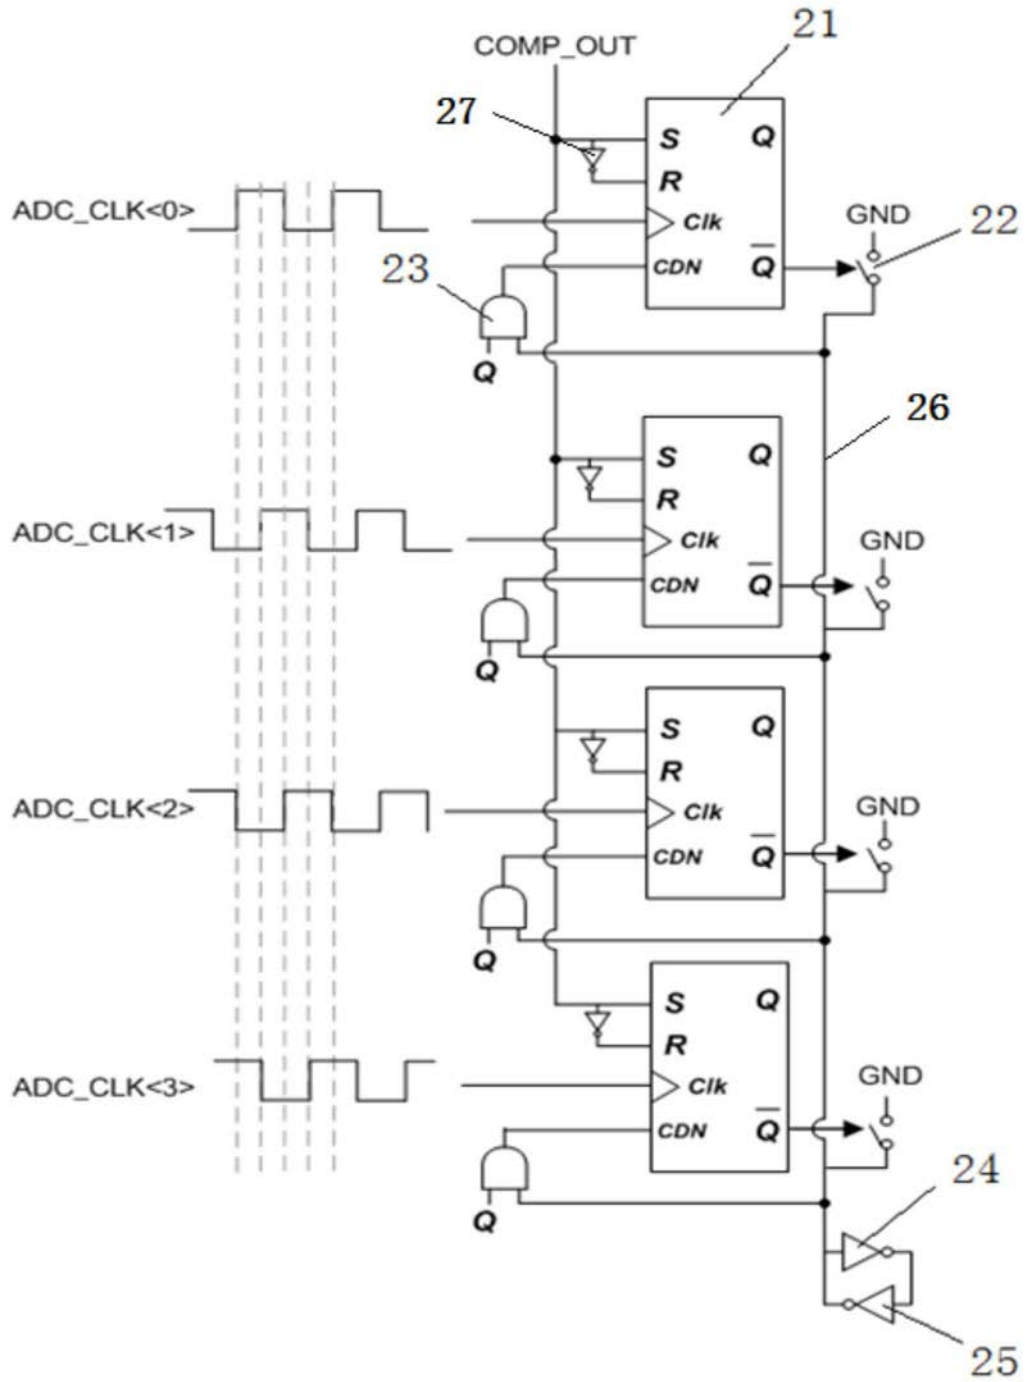 21
COMP_OUT
27
S Q
R
ADC_CLK<0>
Clk
GND
22
23
CDN Q
Q
26
S Q
R
ADC_CLK<1>
Clk
GND
CDN Q
Q
S Q
R
ADC_CLK<2>
Clk
GND
CDN Q
Q
S Q
R
ADC_CLK<3>
Clk
GND
CDN Q
Q
24
25